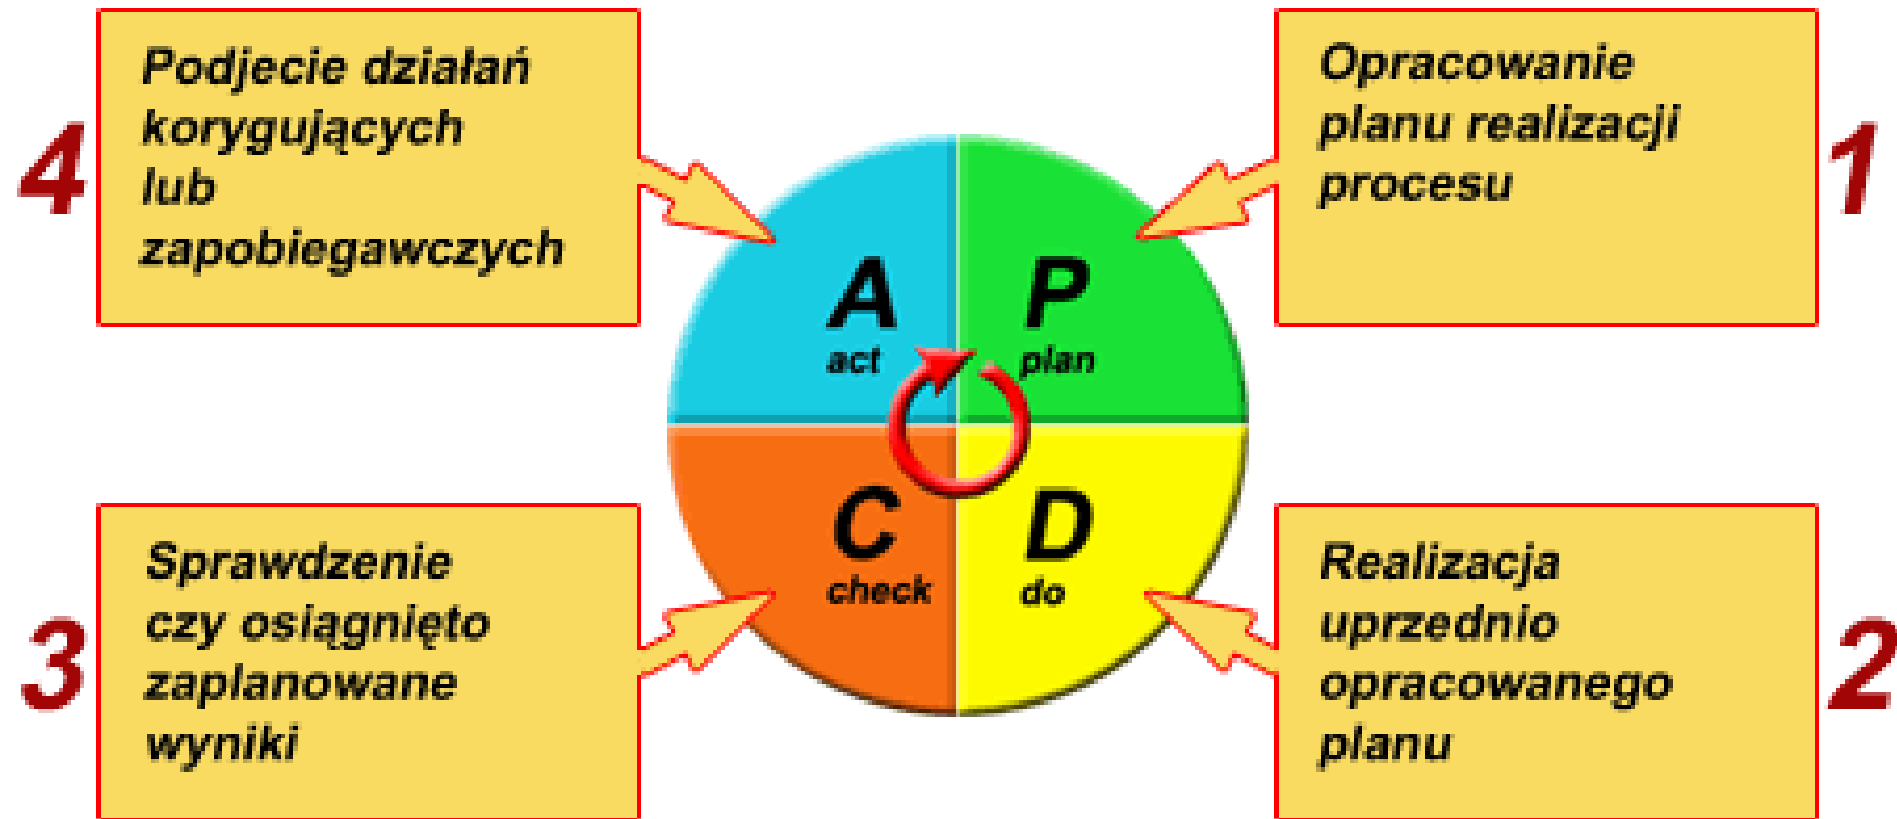 4
Podjecie działań
korygujących
lub
zapobiegawczych
Opracowanie
planu realizacji
procesu
1
A
act
P
plan
C
check
D
do
3
Sprawdzenie
czy osiągnięto
zaplanowane
wyniki
Realizacja
uprzednio
opracowanego
planu
2